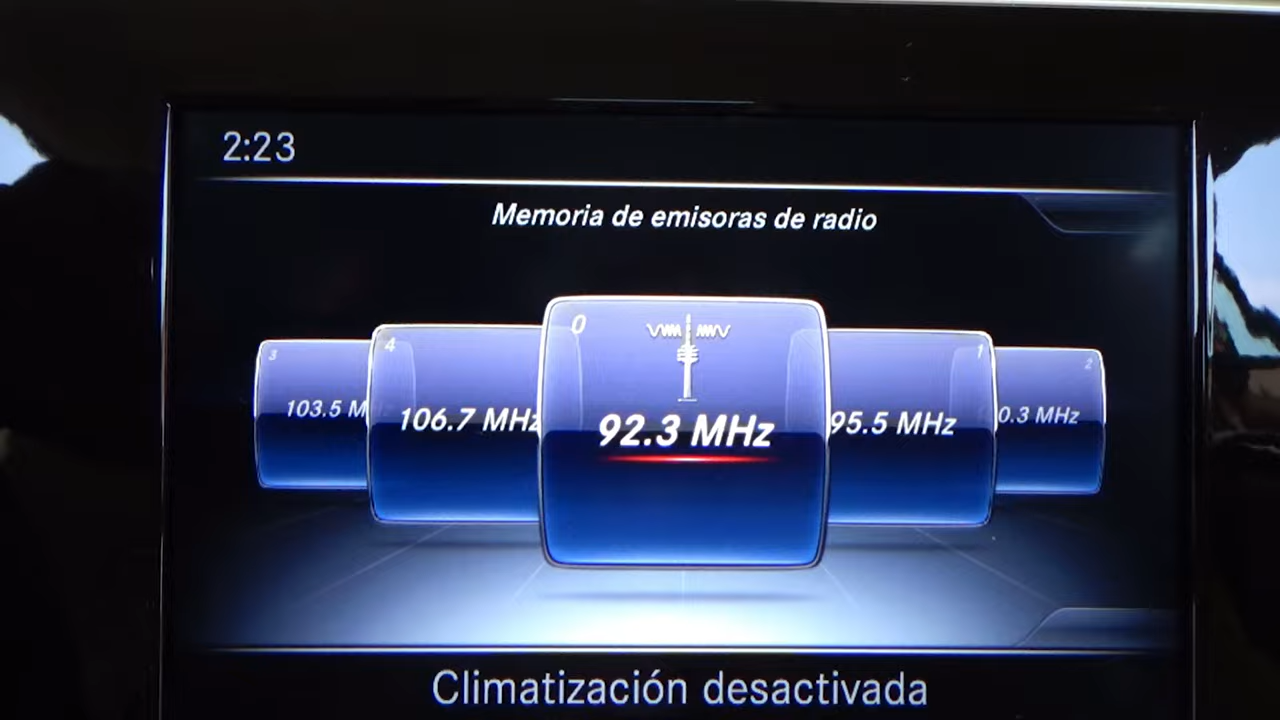 2:23
Memoria de emisoras de radio
3 4 0 1 2
103.5 M 106.7 MHz 92.3 MHz 95.5 MHz 0.3 MHz
Climatización desactivada